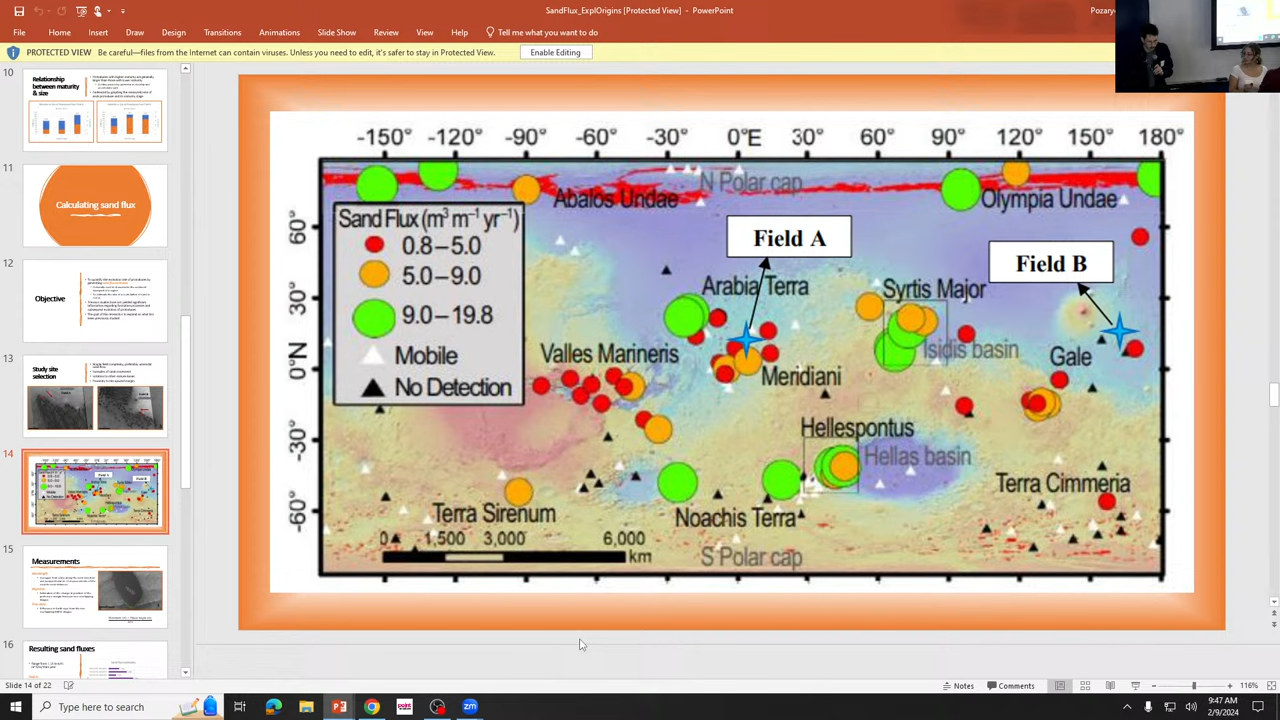 SandFlux_ExplOrigins [Protected View] - PowerPoint
Pozary
File Home Insert Draw Design Transitions Animations Slide Show Review View Help Tell me what you want to do
PROTECTED VIEW Be careful—files from the Internet can contain viruses. Unless you need to edit, it's safer to stay in Protected View. Enable Editing
10
Relationship
between maturity
& size
11
Calculating sand flux
12
Objective
13
Study site
selection
14
15
Measurements
16
Resulting sand fluxes
-150° -120° -90° -60° -30° 0°E 30° 60° 90° 120° 150° 180°
N Polar cap
Abalos Undae
Olympia Undae
60°
30°
0°N
-30°
-60°
Sand Flux (m³ m⁻¹ yr⁻¹)
0.8–5.0
5.0–9.0
9.0–19.8
Mobile
No Detection
Field A
Field B
Arabia Terra
Syrtis Major
Valles Marineris
Isidis basin
Gale
Meridiani
Hellespontus
Hellas basin
Terra Cimmeria
Terra Sirenum
Noachis Terra
0 1,500 3,000 6,000
km
S Polar cap
Slide 14 of 22
Notes Comments
116%
Type here to search
9:47 AM
2/9/2024